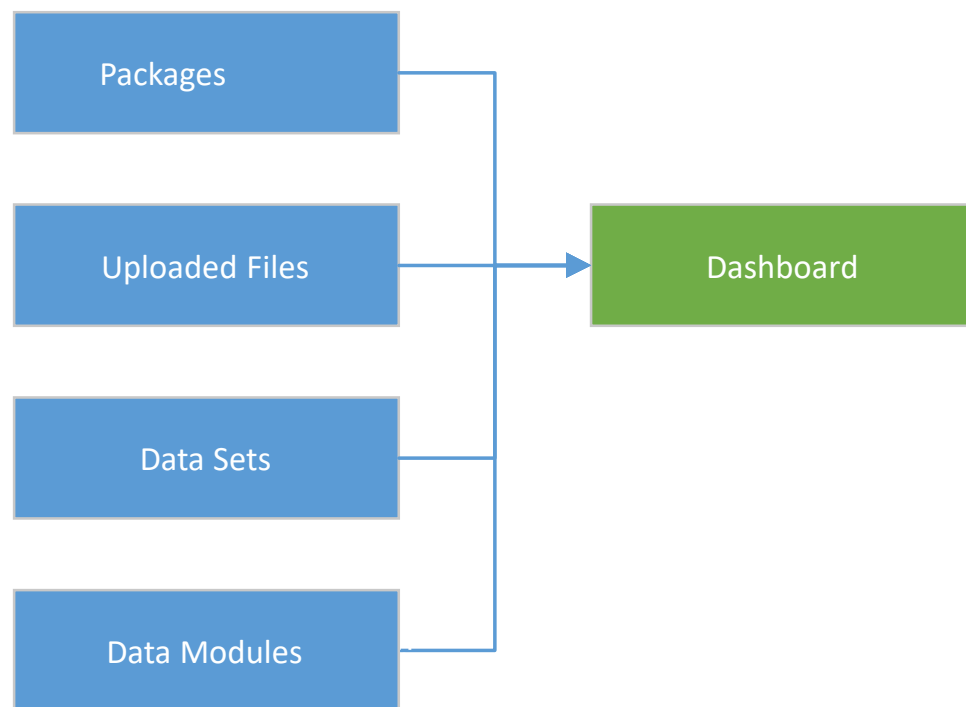 Packages
Uploaded Files
Dashboard
Data Sets
Data Modules